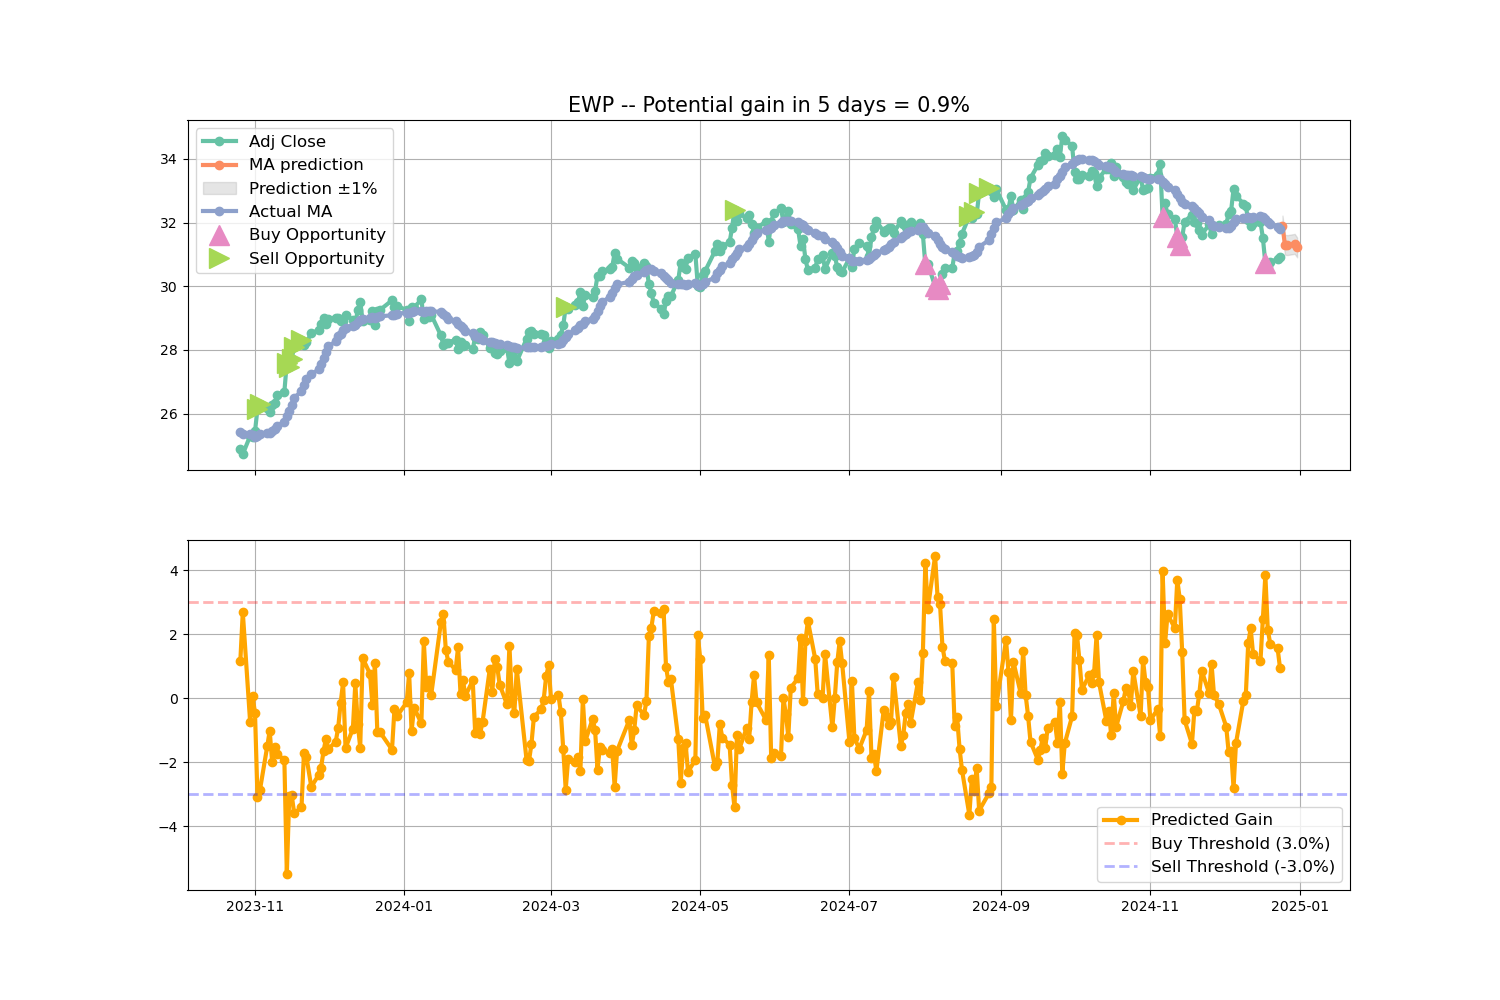 EWP -- Potential gain in 5 days = 0.9%
Adj Close
MA prediction
Prediction ±1%
Actual MA
Buy Opportunity
Sell Opportunity
34
32
30
28
26
4
2
0
−2
−4
Predicted Gain
Buy Threshold (3.0%)
Sell Threshold (-3.0%)
2023-11 2024-01 2024-03 2024-05 2024-07 2024-09 2024-11 2025-01